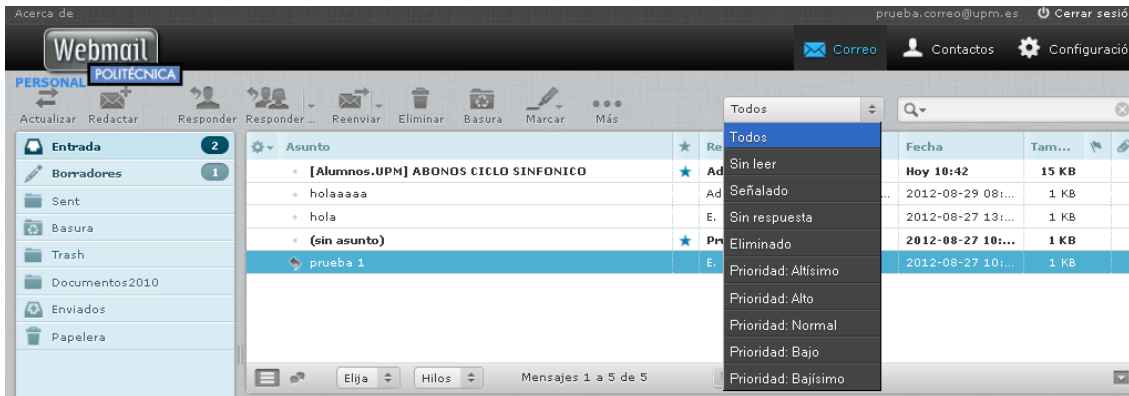 Acerca de prueba.correo@upm.es Cerrar sesió
Webmail
POLITÉCNICA
PERSONAL
Correo Contactos Configuració
Actualizar Redactar Responder Responder ... Reenviar Eliminar Basura Marcar Más
Todos
Entrada 2
Borradores 1
Sent
Basura
Trash
Documentos2010
Enviados
Papelera
Asunto Re Fecha Tam...
[Alumnos.UPM] ABONOS CICLO SINFONICO Ad Hoy 10:42 15 KB
holaaaaa Ad ... 2012-08-29 08:... 1 KB
hola E. 2012-08-27 13:... 1 KB
(sin asunto) Pru 2012-08-27 10:... 1 KB
prueba 1 E. 2012-08-27 10:... 1 KB
Todos
Sin leer
Señalado
Sin respuesta
Eliminado
Prioridad: Altísimo
Prioridad: Alto
Prioridad: Normal
Prioridad: Bajo
Prioridad: Bajísimo
Elija Hilos Mensajes 1 a 5 de 5